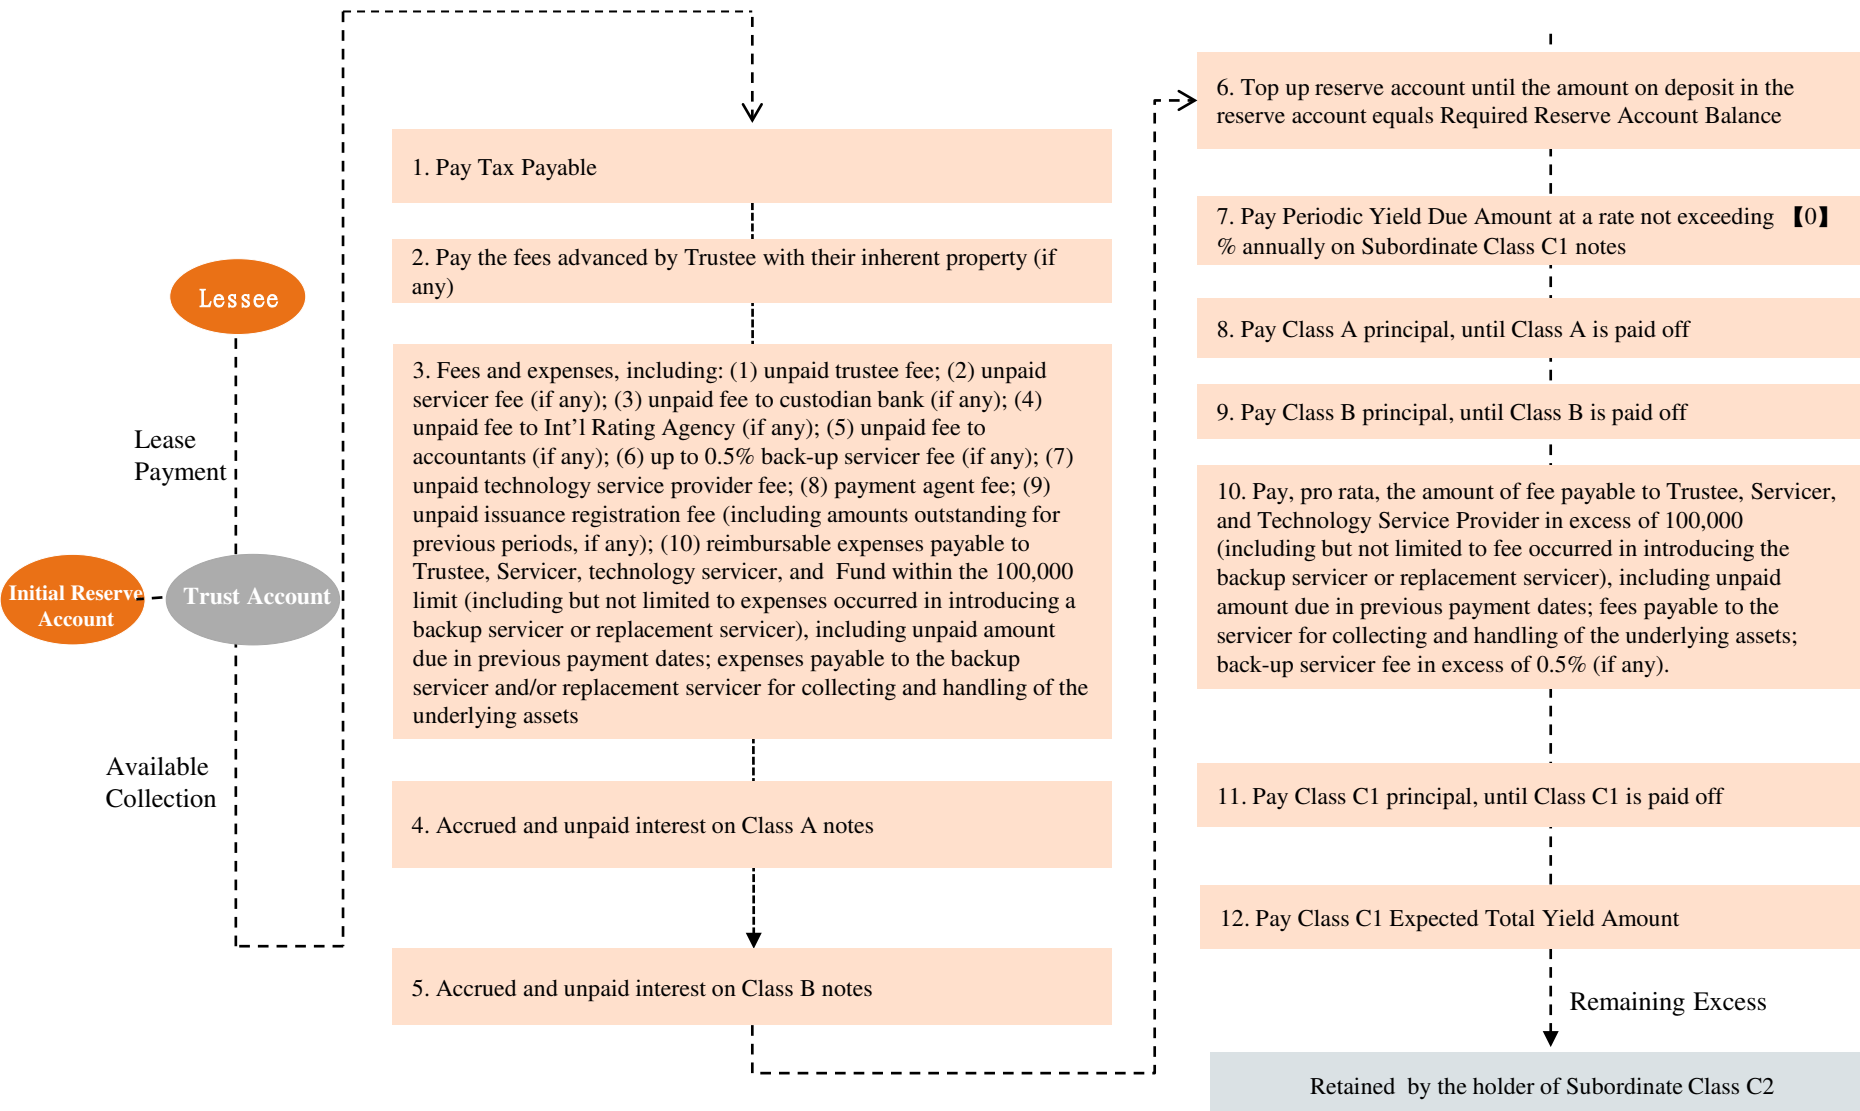 Lessee
Lease
Payment
Initial Reserve
Account
Trust Account
Available
Collection
1. Pay Tax Payable
2. Pay the fees advanced by Trustee with their inherent property (if
any)
3. Fees and expenses, including: (1) unpaid trustee fee; (2) unpaid
servicer fee (if any); (3) unpaid fee to custodian bank (if any); (4)
unpaid fee to Int’l Rating Agency (if any); (5) unpaid fee to
accountants (if any); (6) up to 0.5% back-up servicer fee (if any); (7)
unpaid technology service provider fee; (8) payment agent fee; (9)
unpaid issuance registration fee (including amounts outstanding for
previous periods, if any); (10) reimbursable expenses payable to
Trustee, Servicer, technology servicer, and Fund within the 100,000
limit (including but not limited to expenses occurred in introducing a
backup servicer or replacement servicer), including unpaid amount
due in previous payment dates; expenses payable to the backup
servicer and/or replacement servicer for collecting and handling of the
underlying assets
4. Accrued and unpaid interest on Class A notes
5. Accrued and unpaid interest on Class B notes
6. Top up reserve account until the amount on deposit in the
reserve account equals Required Reserve Account Balance
7. Pay Periodic Yield Due Amount at a rate not exceeding 【0】
% annually on Subordinate Class C1 notes
8. Pay Class A principal, until Class A is paid off
9. Pay Class B principal, until Class B is paid off
10. Pay, pro rata, the amount of fee payable to Trustee, Servicer,
and Technology Service Provider in excess of 100,000
(including but not limited to fee occurred in introducing the
backup servicer or replacement servicer), including unpaid
amount due in previous payment dates; fees payable to the
servicer for collecting and handling of the underlying assets;
back-up servicer fee in excess of 0.5% (if any).
11. Pay Class C1 principal, until Class C1 is paid off
12. Pay Class C1 Expected Total Yield Amount
Remaining Excess
Retained by the holder of Subordinate Class C2